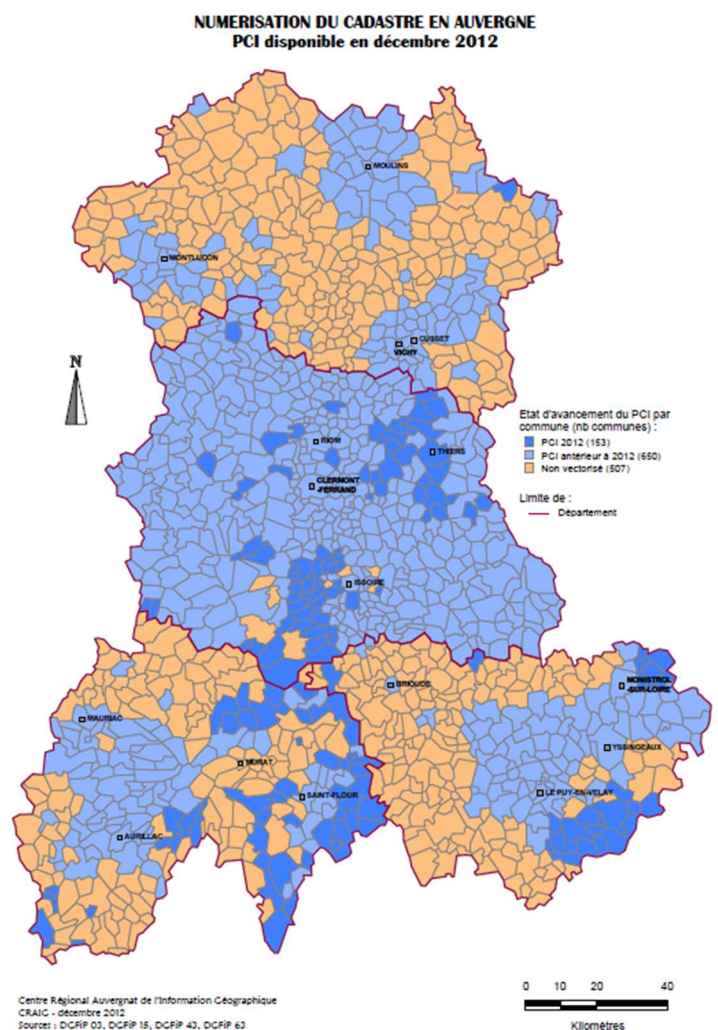 NUMERISATION DU CADASTRE EN AUVERGNE
PCI disponible en décembre 2012
MOULINS
MONTLUCON
CUSSET
VICHY
N
Etat d'avancement du PCI par
commune (nb communes) :
PCI 2012 (153)
PCI antérieur à 2012 (650)
Non vectorisé (507)
Limite de :
Département
RIOM
THIERS
CLERMONT
-FERRAND
ISSOIRE
BRIOUDE
MONISTROL
-SUR-LOIRE
MAURIAC
YSSINGEAUX
MURAT
SAINT-FLOUR
LE PUY-EN-VELAY
AURILLAC
Centre Régional Auvergnat de l'Information Géographique
CRAIG - décembre 2012
Sources : DGFiP 03, DGFiP 15, DGFiP 43, DGFiP 63
0 10 20 40
Kilomètres